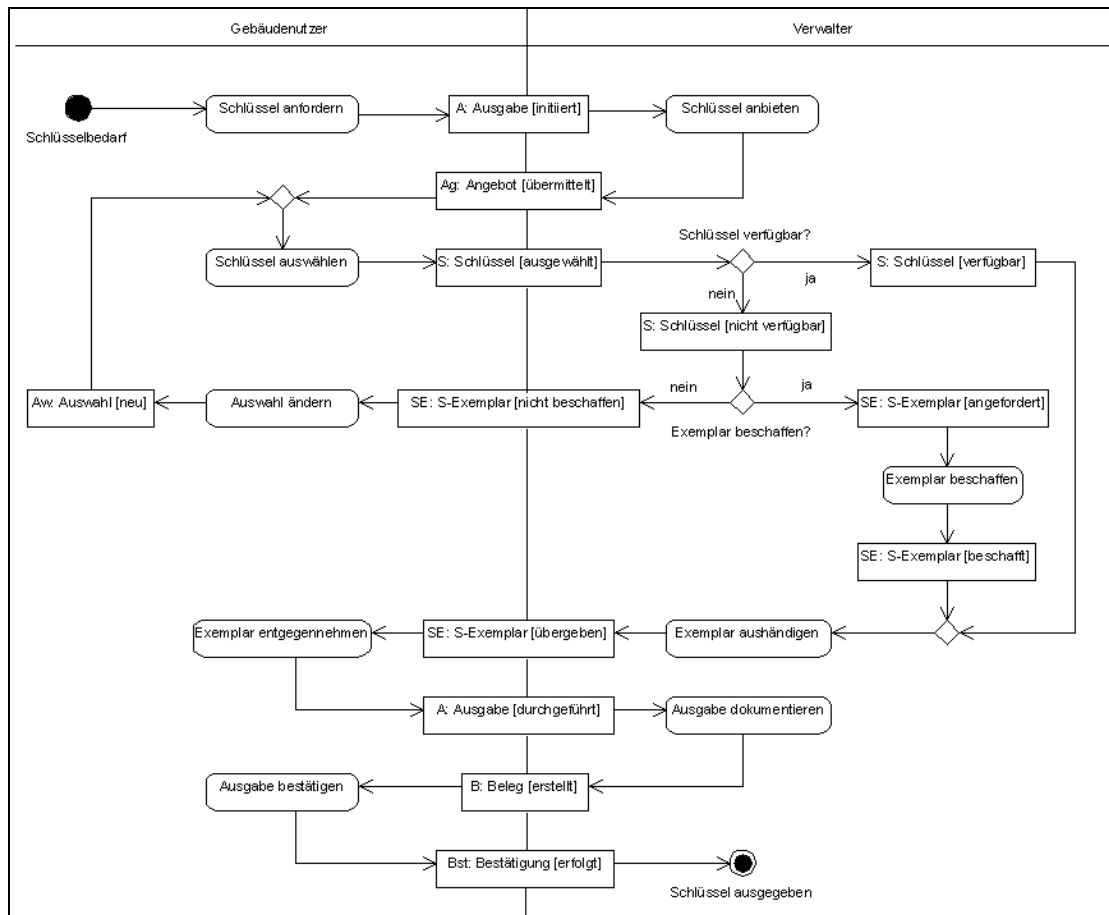 Gebäudenutzer
Verwalter
Schlüssel anfordern
A: Ausgabe [initiiert]
Schlüssel anbieten
Schlüsselbedarf
Ag: Angebot [übermittelt]
Schlüssel verfügbar?
Schlüssel auswählen
S: Schlüssel [ausgewählt]
S: Schlüssel [verfügbar]
ja
nein
S: Schlüssel [nicht verfügbar]
nein
ja
Aw: Auswahl [neu]
Auswahl ändern
SE: S-Exemplar [nicht beschaffen]
SE: S-Exemplar [angefordert]
Exemplar beschaffen?
Exemplar beschaffen
SE: S-Exemplar [beschafft]
Exemplar entgegennehmen
SE: S-Exemplar [übergeben]
Exemplar aushändigen
A: Ausgabe [durchgeführt]
Ausgabe dokumentieren
Ausgabe bestätigen
B: Beleg [erstellt]
Bst: Bestätigung [erfolgt]
Schlüssel ausgegeben